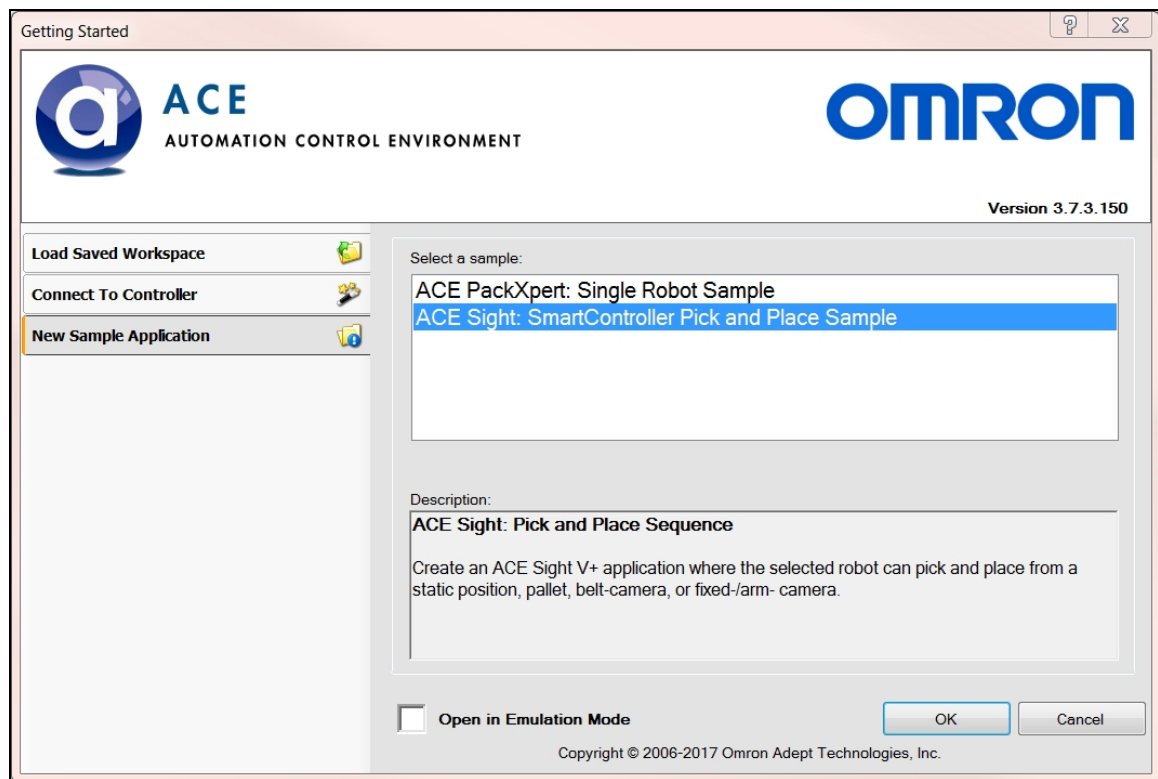 Getting Started
a
ACE
AUTOMATION CONTROL ENVIRONMENT
OMRON
Version 3.7.3.150
Load Saved Workspace
Connect To Controller
New Sample Application
Select a sample:
ACE PackXpert: Single Robot Sample
ACE Sight: SmartController Pick and Place Sample
Description:
ACE Sight: Pick and Place Sequence
Create an ACE Sight V+ application where the selected robot can pick and place from a
static position, pallet, belt-camera, or fixed-/arm- camera.
Open in Emulation Mode
OK
Cancel
Copyright © 2006-2017 Omron Adept Technologies, Inc.